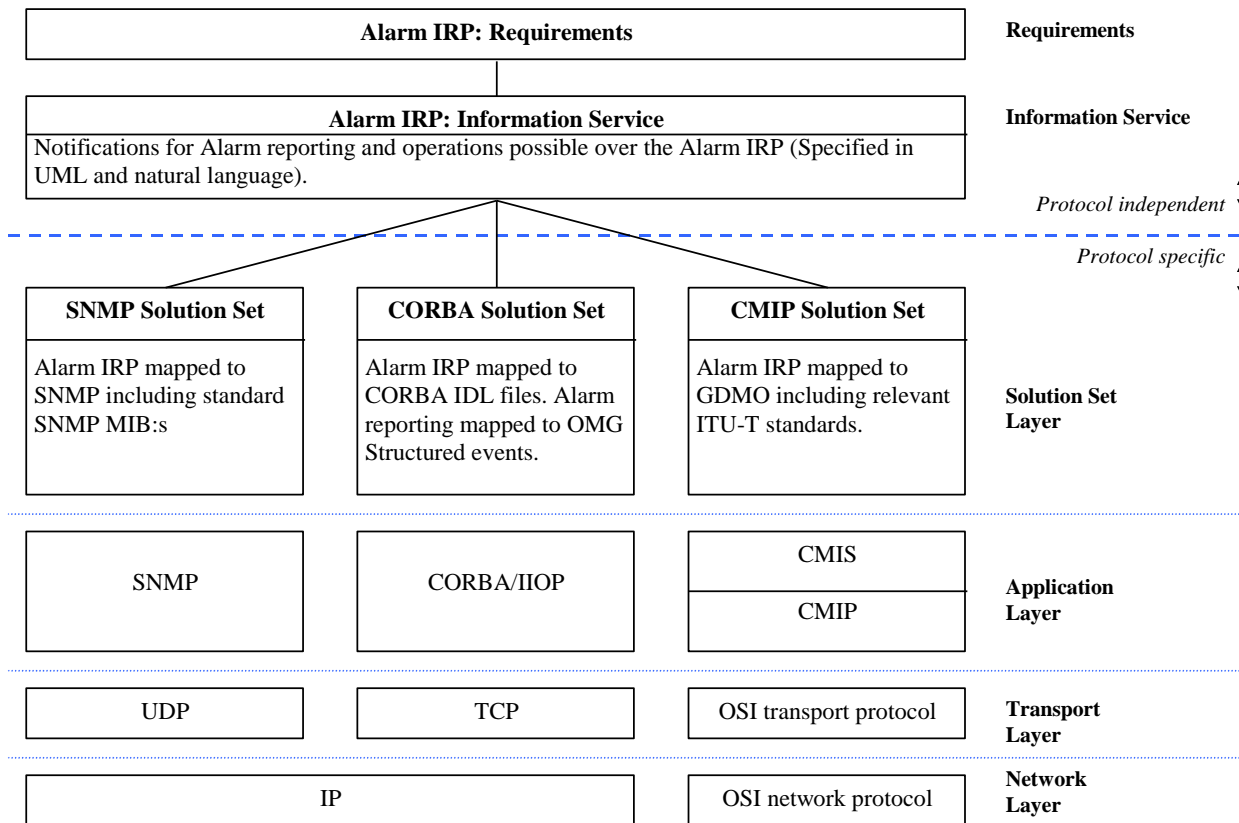 Alarm IRP: Requirements
Requirements
Alarm IRP: Information Service
Information Service
Notifications for Alarm reporting and operations possible over the Alarm IRP (Specified in
UML and natural language).
Protocol independent
Protocol specific
SNMP Solution Set
CORBA Solution Set
CMIP Solution Set
Alarm IRP mapped to
SNMP including standard
SNMP MIB:s
Alarm IRP mapped to
CORBA IDL files. Alarm
reporting mapped to OMG
Structured events.
Alarm IRP mapped to
GDMO including relevant
ITU-T standards.
Solution Set
Layer
SNMP
CORBA/IIOP
CMIS
CMIP
Application
Layer
UDP
TCP
OSI transport protocol
Transport
Layer
IP
OSI network protocol
Network
Layer